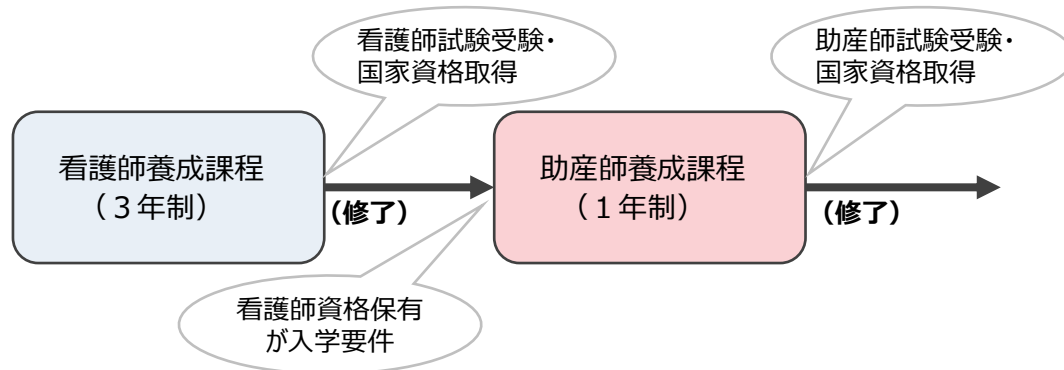 看護師試験受験・
国家資格取得
助産師試験受験・
国家資格取得
看護師養成課程
（３年制）
(修了)
助産師養成課程
（１年制）
(修了)
看護師資格保有
が入学要件